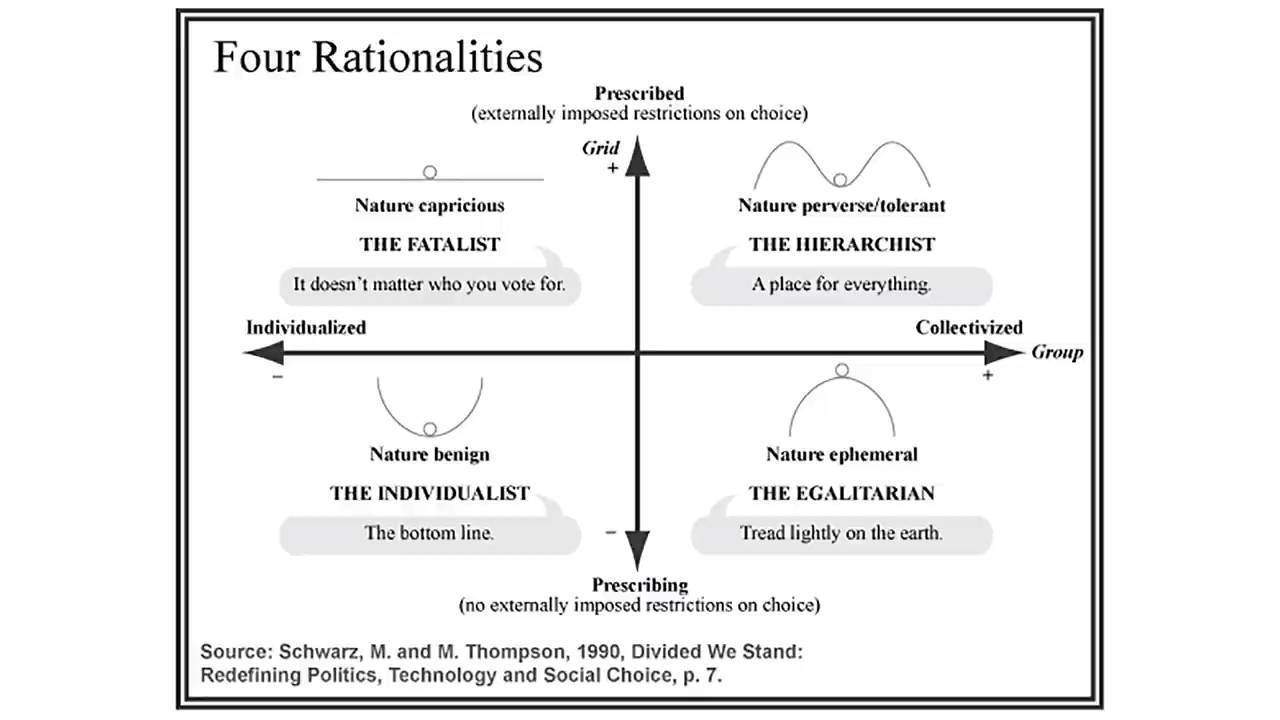 Four Rationalities
Prescribed
(externally imposed restrictions on choice)
Grid
+
Nature capricious
THE FATALIST
It doesn't matter who you vote for.
Nature perverse/tolerant
THE HIERARCHIST
A place for everything.
Individualized
Collectivized
Group
−
+
Nature benign
THE INDIVIDUALIST
The bottom line.
Nature ephemeral
THE EGALITARIAN
Tread lightly on the earth.
−
Prescribing
(no externally imposed restrictions on choice)
Source: Schwarz, M. and M. Thompson, 1990, Divided We Stand:
Redefining Politics, Technology and Social Choice, p. 7.